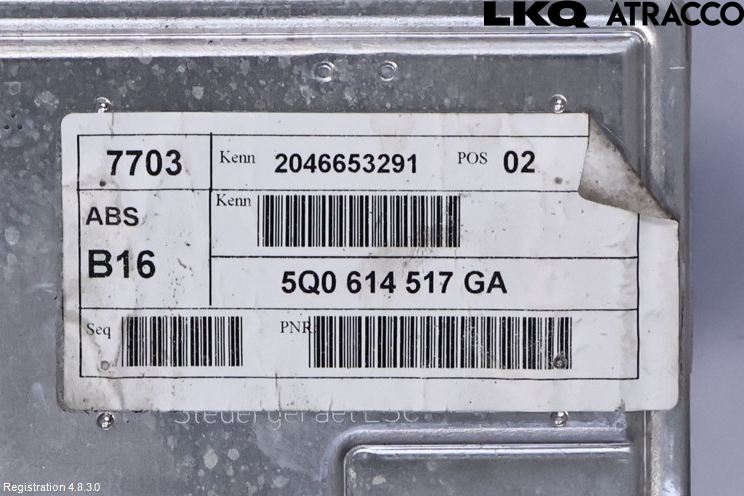 LKQ ATRACCO
7703 Kenn 2046653291 POS 02
ABS Kenn
B16
5Q0 614 517 GA
Seq PNR
Steuergeraet ESC
Registration 4.8.3.0